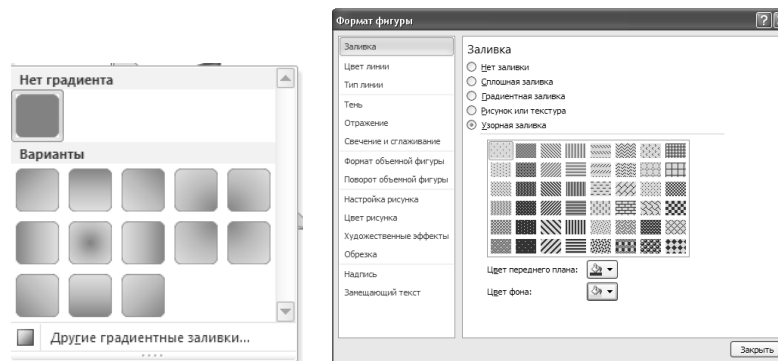 Нет градиента
Варианты
Другие градиентные заливки...
Формат фигуры
Заливка
Цвет линии
Тип линии
Тень
Отражение
Свечение и сглаживание
Формат объемной фигуры
Поворот объемной фигуры
Настройка рисунка
Цвет рисунка
Художественные эффекты
Обрезка
Надпись
Замещающий текст
Заливка
Нет заливки
Сплошная заливка
Градиентная заливка
Рисунок или текстура
Узорная заливка
Цвет переднего плана:
Цвет фона:
Закрыть